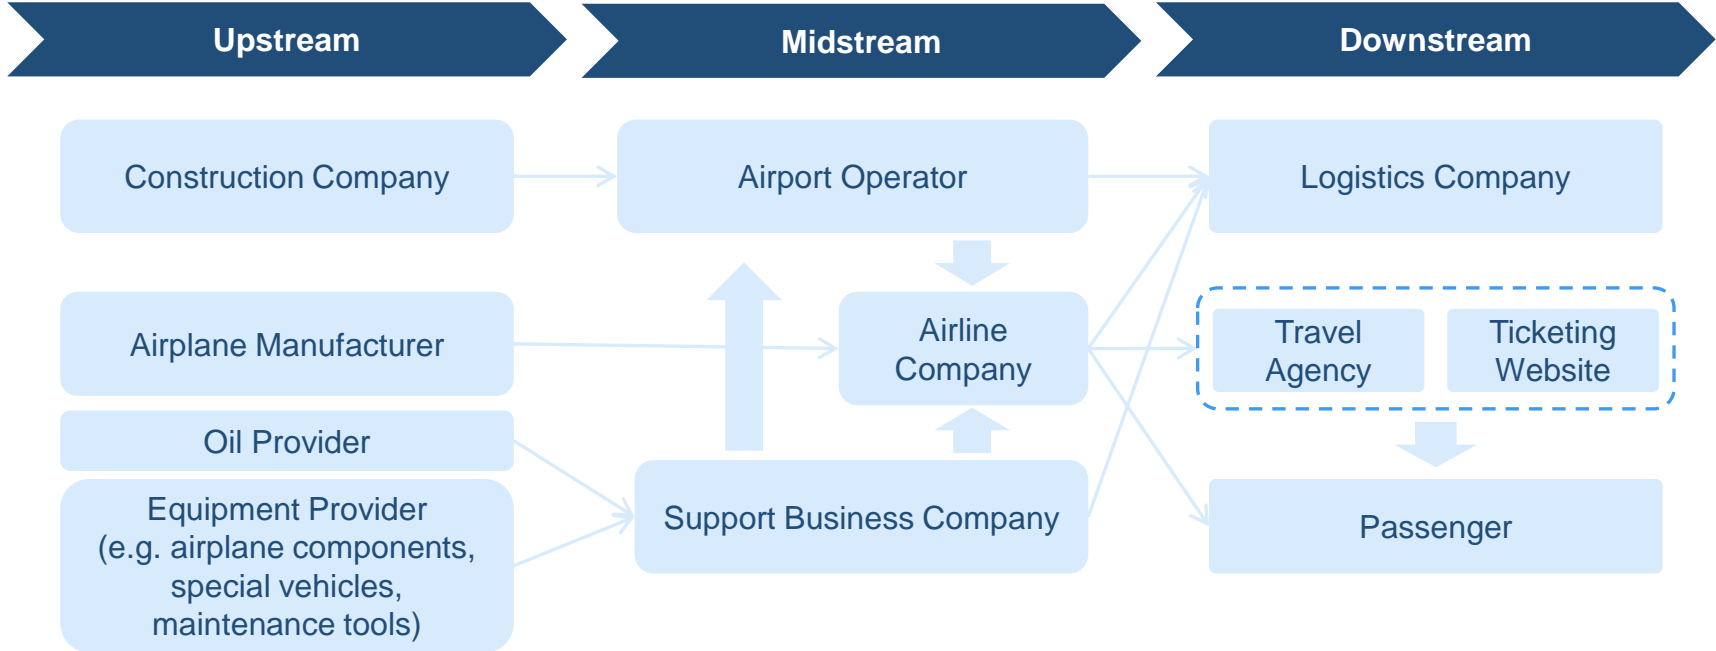 Upstream
Midstream
Downstream
Construction Company
Airport Operator
Logistics Company
Airplane Manufacturer
Airline
Company
Travel
Agency
Ticketing
Website
Oil Provider
Equipment Provider
(e.g. airplane components,
special vehicles,
maintenance tools)
Support Business Company
Passenger